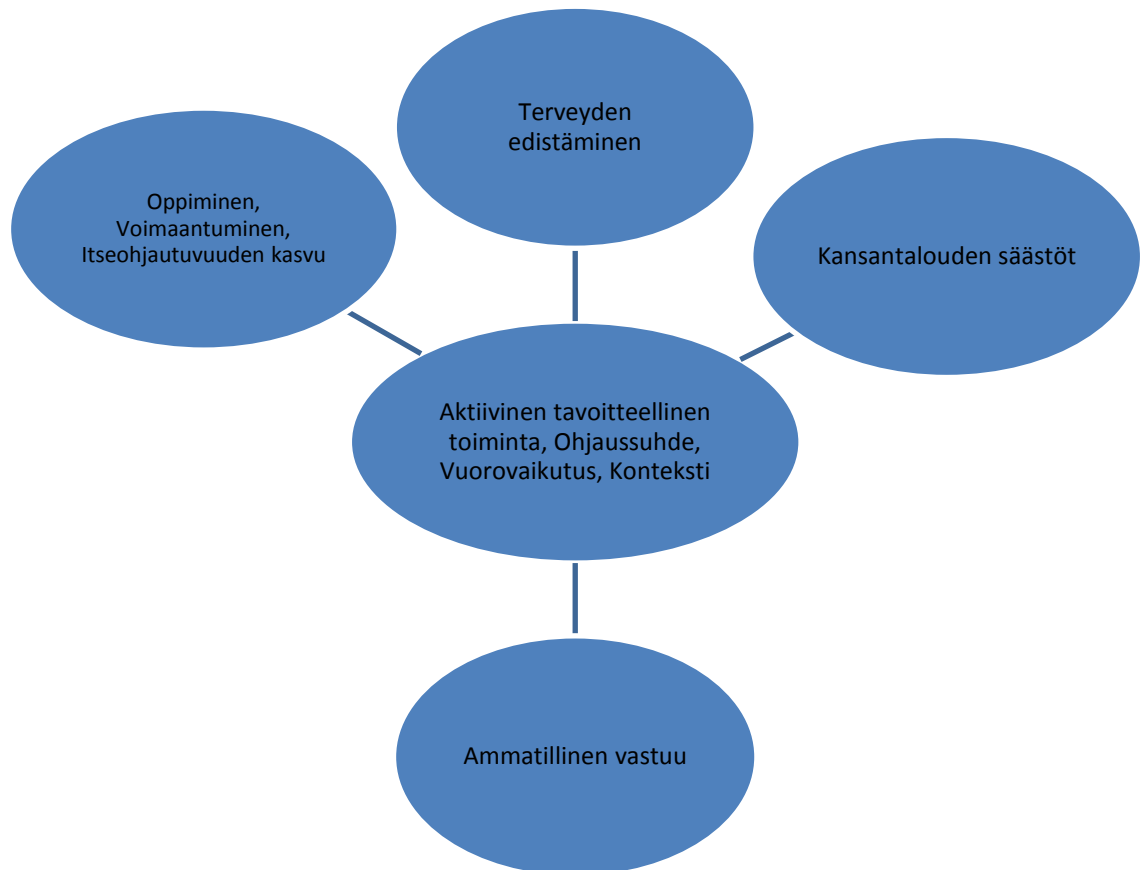 Terveyden
edistäminen
Oppiminen,
Voimaantuminen,
Itseohjautuvuuden kasvu
Kansantalouden säästöt
Aktiivinen tavoitteellinen
toiminta, Ohjaussuhde,
Vuorovaikutus, Konteksti
Ammatillinen vastuu